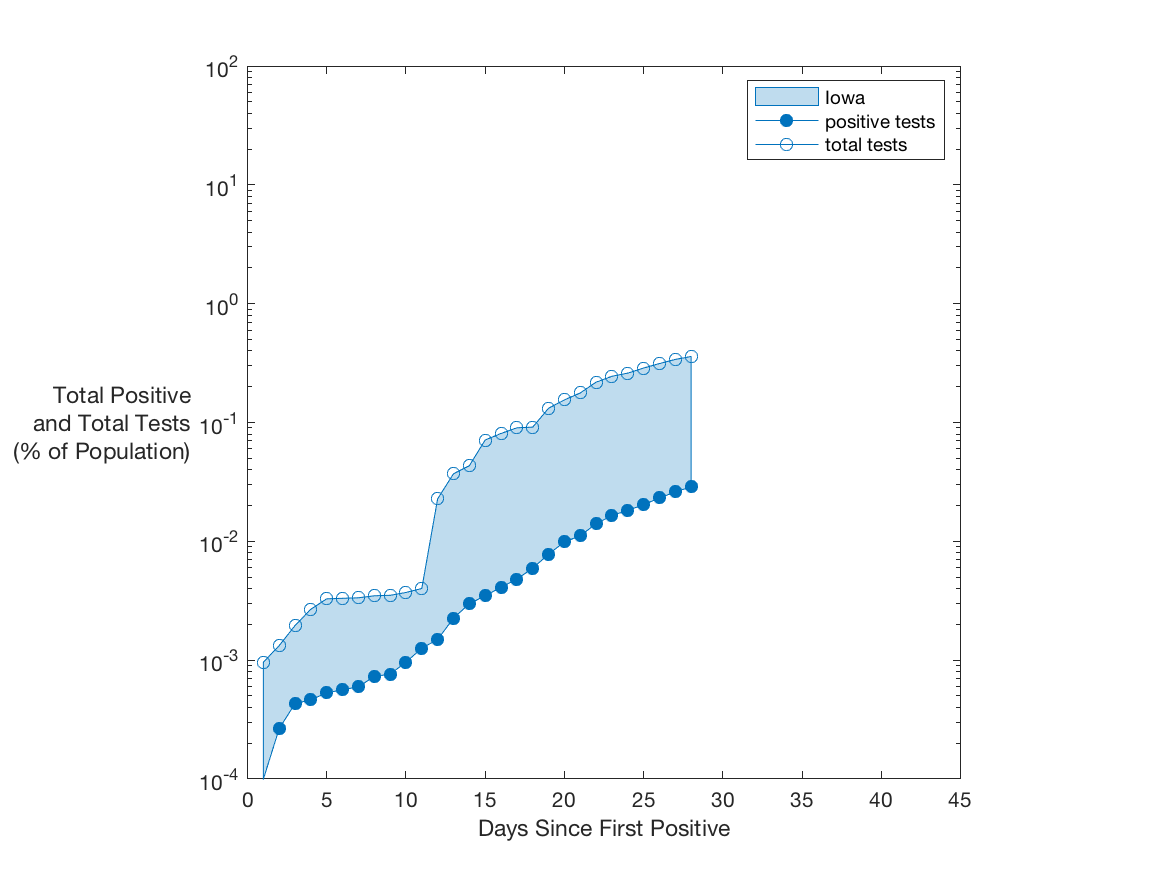 10^2
10^1
10^0
10^-1
10^-2
10^-3
10^-4
Total Positive
and Total Tests
(% of Population)
Iowa
positive tests
total tests
0 5 10 15 20 25 30 35 40 45
Days Since First Positive